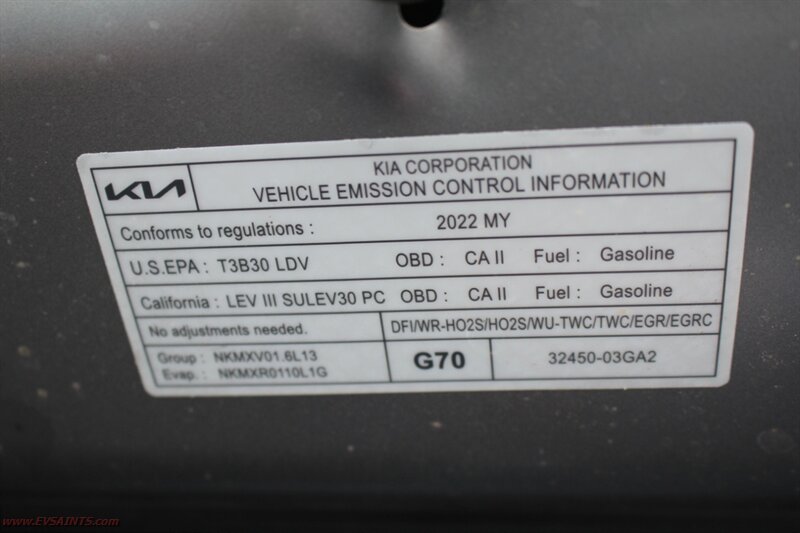 KIA
KIA CORPORATION
VEHICLE EMISSION CONTROL INFORMATION
Conforms to regulations : 2022 MY
U.S.EPA : T3B30 LDV OBD : CA II Fuel : Gasoline
California : LEV III SULEV30 PC OBD : CA II Fuel : Gasoline
No adjustments needed. DFI/WR-HO2S/HO2S/WU-TWC/TWC/EGR/EGRC
Group : NKMXV01.6L13
Evap. : NKMXR0110L1G
G70
32450-03GA2
www.EVSAINTS.com